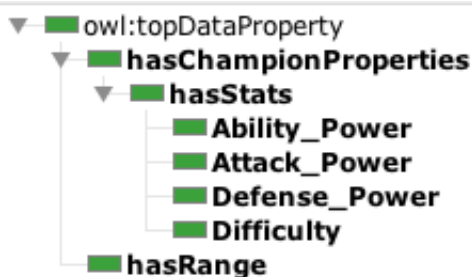 owl:topDataProperty
hasChampionProperties
hasStats
Ability_Power
Attack_Power
Defense_Power
Difficulty
hasRange